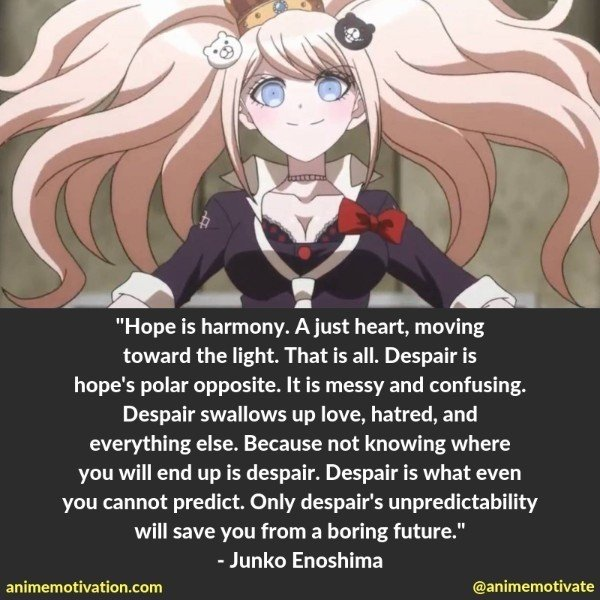 "Hope is harmony. A just heart, moving
toward the light. That is all. Despair is
hope's polar opposite. It is messy and confusing.
Despair swallows up love, hatred, and
everything else. Because not knowing where
you will end up is despair. Despair is what even
you cannot predict. Only despair's unpredictability
will save you from a boring future."
- Junko Enoshima
animemotivation.com
@animemotivate